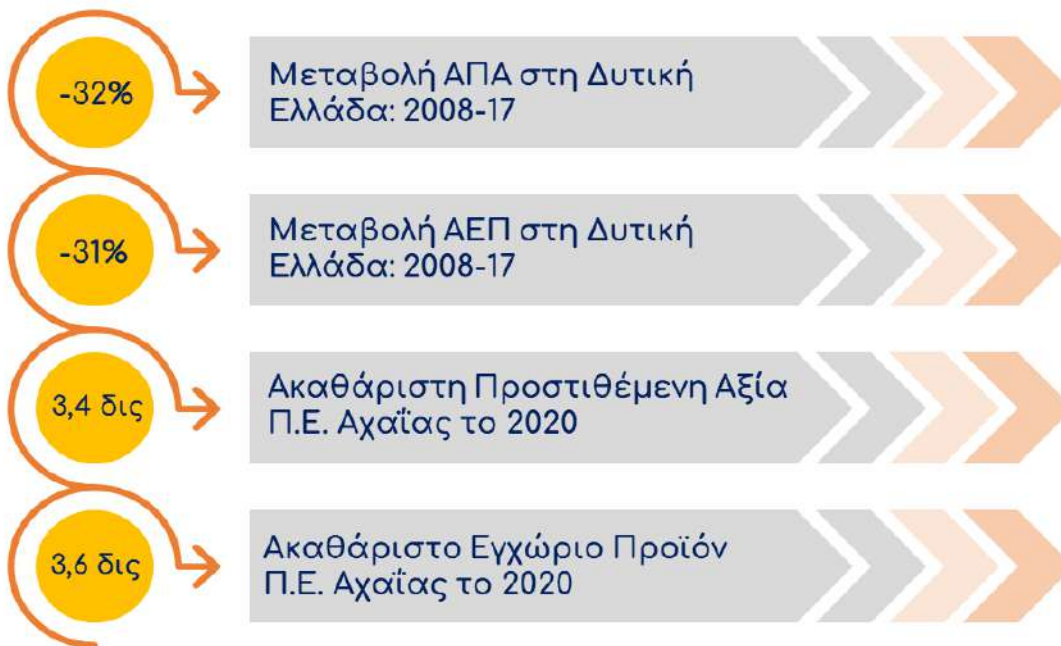 -32%
Μεταβολή ΑΠΑ στη Δυτική
Ελλάδα: 2008-17
-31%
Μεταβολή ΑΕΠ στη Δυτική
Ελλάδα: 2008-17
3,4 δις
Ακαθάριστη Προστιθέμενη Αξία
Π.Ε. Αχαΐας το 2020
3,6 δις
Ακαθάριστο Εγχώριο Προϊόν
Π.Ε. Αχαΐας το 2020